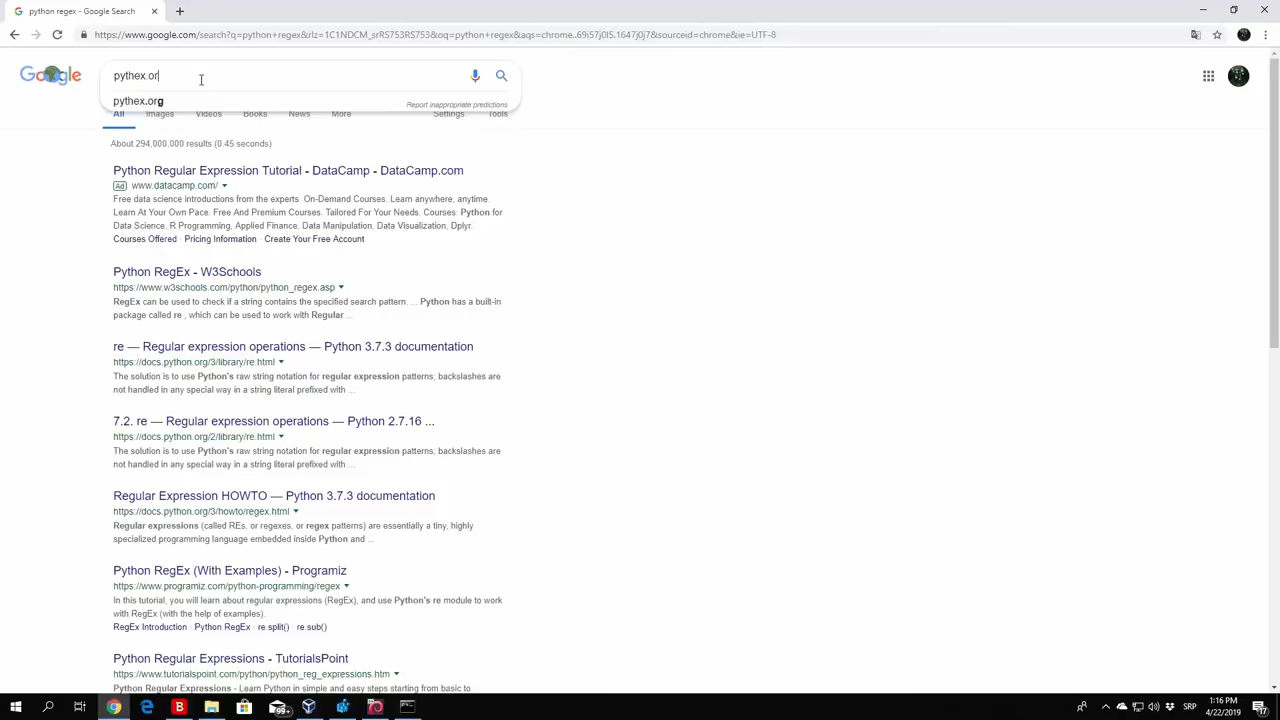 python regex - Google Search
https://www.google.com/search?q=python+regex&rlz=1C1NDCM_srRS753RS753&oq=python+regex&aqs=chrome..69i57j0l5.1647j0j7&sourceid=chrome&ie=UTF-8
Google
pythex.or
pythex.org
Report inappropriate predictions
All Images Videos Books News More Settings Tools
About 294,000,000 results (0.45 seconds)
Python Regular Expression Tutorial - DataCamp - DataCamp.com
Ad www.datacamp.com/
Free data science introductions from the experts. On-Demand Courses. Learn anywhere, anytime.
Learn At Your Own Pace. Free And Premium Courses. Tailored For Your Needs. Courses: Python for
Data Science, R Programming, Applied Finance, Data Manipulation, Data Visualization, Dplyr.
Courses Offered · Pricing Information · Create Your Free Account
Python RegEx - W3Schools
https://www.w3schools.com/python/python_regex.asp
RegEx can be used to check if a string contains the specified search pattern. ... Python has a built-in
package called re , which can be used to work with Regular ...
re — Regular expression operations — Python 3.7.3 documentation
https://docs.python.org/3/library/re.html
The solution is to use Python's raw string notation for regular expression patterns; backslashes are
not handled in any special way in a string literal prefixed with ...
7.2. re — Regular expression operations — Python 2.7.16 ...
https://docs.python.org/2/library/re.html
The solution is to use Python's raw string notation for regular expression patterns; backslashes are
not handled in any special way in a string literal prefixed with ...
Regular Expression HOWTO — Python 3.7.3 documentation
https://docs.python.org/3/howto/regex.html
Regular expressions (called REs, or regexes, or regex patterns) are essentially a tiny, highly
specialized programming language embedded inside Python and ...
Python RegEx (With Examples) - Programiz
https://www.programiz.com/python-programming/regex
In this tutorial, you will learn about regular expressions (RegEx), and use Python's re module to work
with RegEx (with the help of examples).
RegEx Introduction · Python RegEx · re.split() · re.sub()
Python Regular Expressions - TutorialsPoint
https://www.tutorialspoint.com/python/python_reg_expressions.htm
Python Regular Expressions - Learn Python in simple and easy steps starting from basic to
99+
SRP
1:16 PM
4/22/2019
17